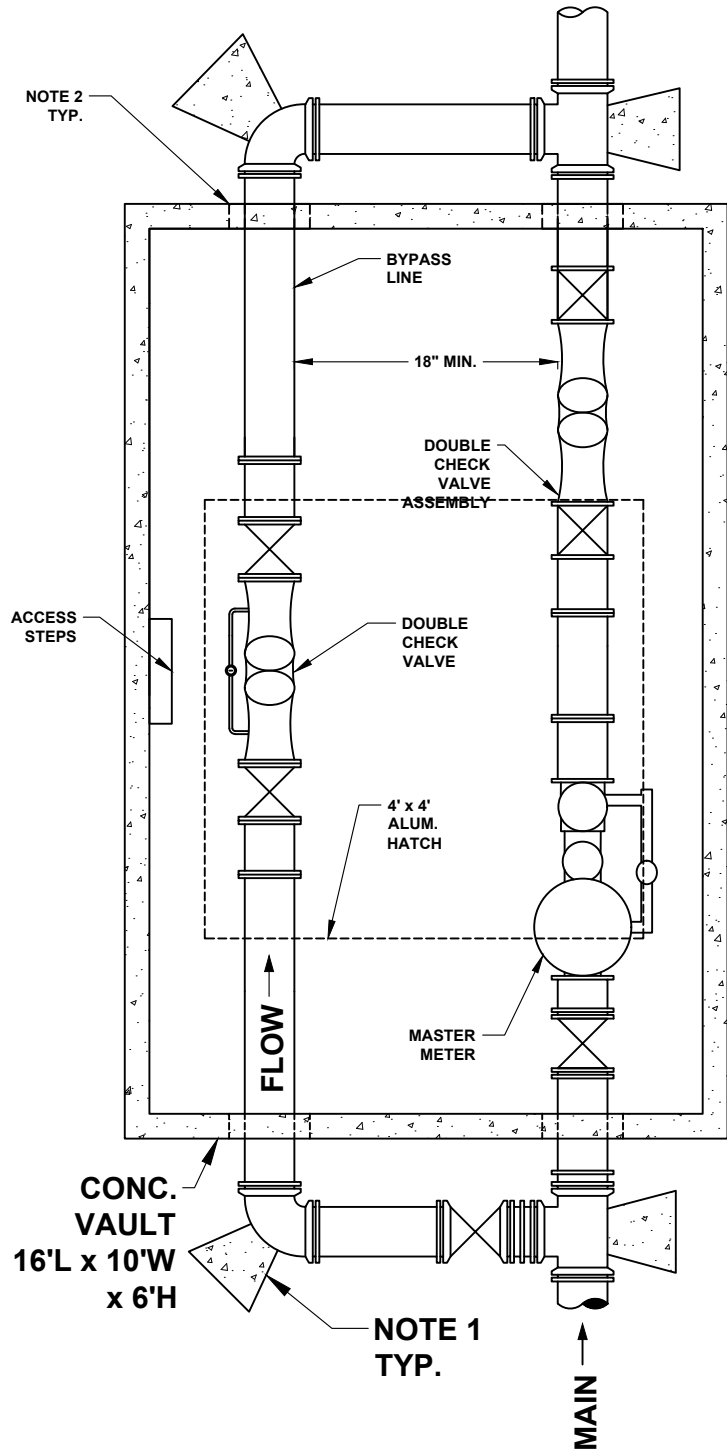 NOTE 2
TYP.
BYPASS
LINE
18" MIN.
DOUBLE
CHECK
VALVE
ASSEMBLY
ACCESS
STEPS
DOUBLE
CHECK
VALVE
4' x 4'
ALUM.
HATCH
FLOW
MASTER
METER
CONC.
VAULT
16'L x 10'W
x 6'H
NOTE 1
TYP.
MAIN